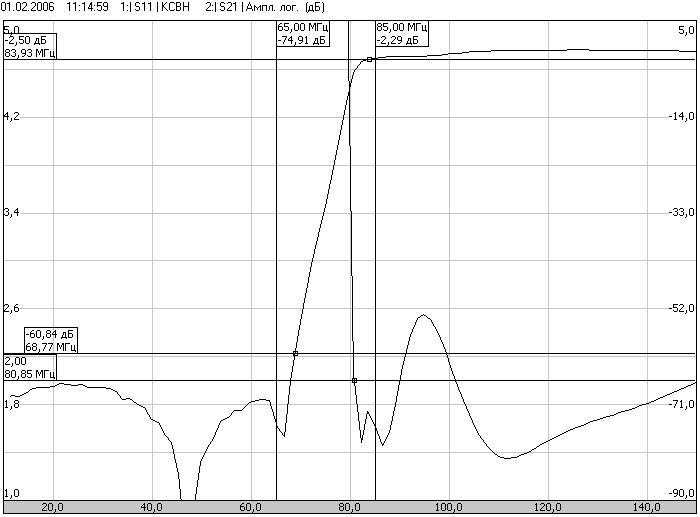 01.02.2006 11:14:59 1:| S11 | КСВН 2:| S21 | Ампл. лог. (дБ)
5,0
65,00 МГц
-74,91 дБ
85,00 МГц
-2,29 дБ
5,0
-2,50 дБ
83,93 МГц
4,2
-14,0
3,4
-33,0
2,6
-52,0
-60,84 дБ
68,77 МГц
2,00
80,85 МГц
1,8
-71,0
1,0
-90,0
20,0 40,0 60,0 80,0 100,0 120,0 140,0